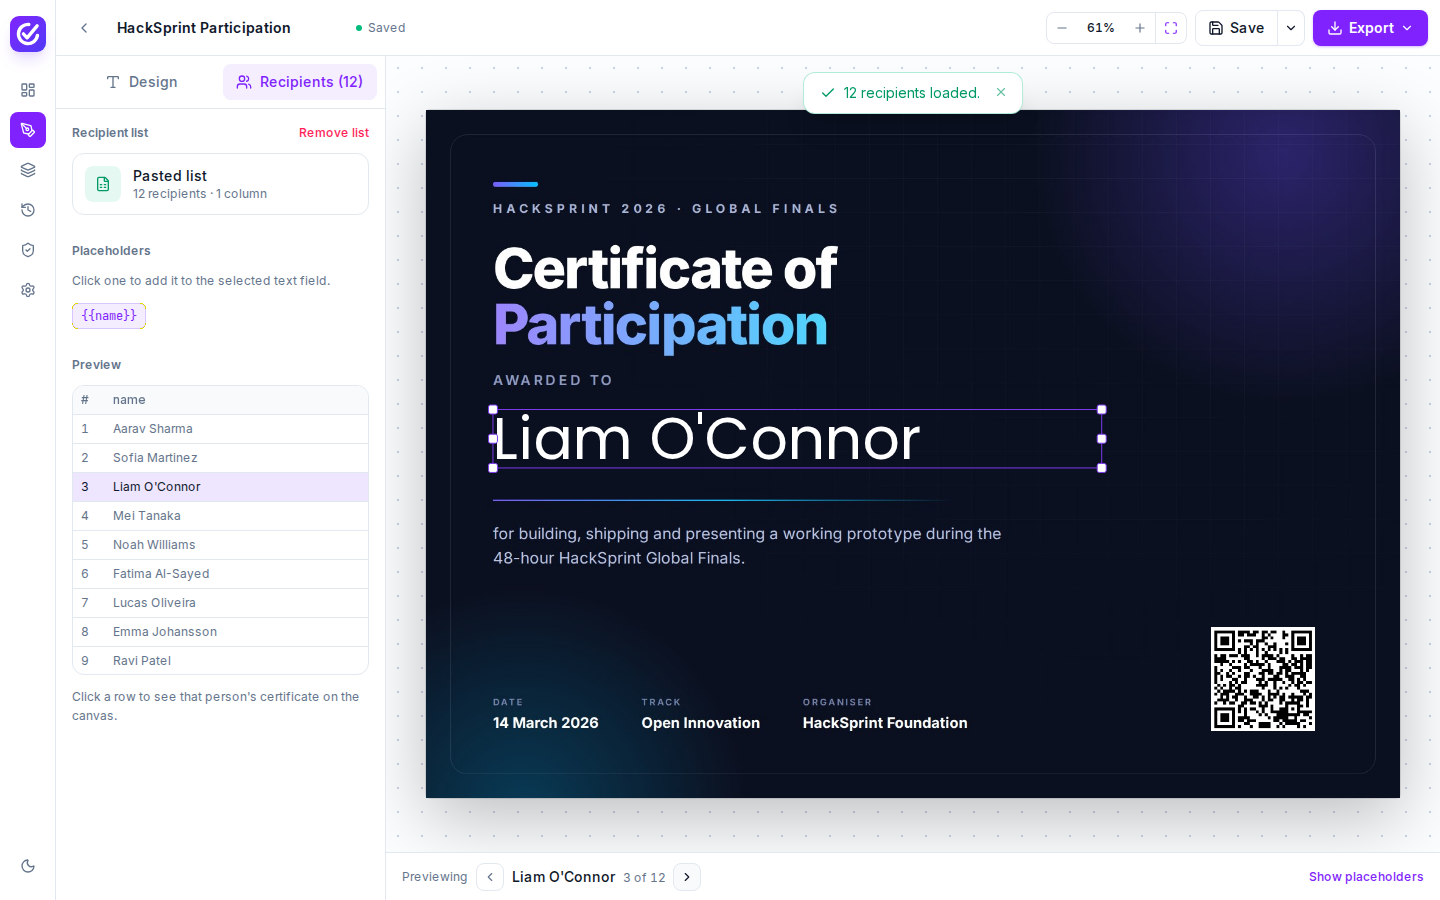 HackSprint Participation
Saved
61%
Save
Export
Design
Recipients (12)
12 recipients loaded.
Recipient list
Remove list
Pasted list
12 recipients · 1 column
Placeholders
Click one to add it to the selected text field.
{{name}}
Preview
# name
1 Aarav Sharma
2 Sofia Martinez
3 Liam O'Connor
4 Mei Tanaka
5 Noah Williams
6 Fatima Al-Sayed
7 Lucas Oliveira
8 Emma Johansson
9 Ravi Patel
Click a row to see that person's certificate on the
canvas.
HACKSPRINT 2026 · GLOBAL FINALS
Certificate of
Participation
AWARDED TO
Liam O'Connor
for building, shipping and presenting a working prototype during the
48-hour HackSprint Global Finals.
DATE TRACK ORGANISER
14 March 2026 Open Innovation HackSprint Foundation
Previewing Liam O'Connor 3 of 12
Show placeholders